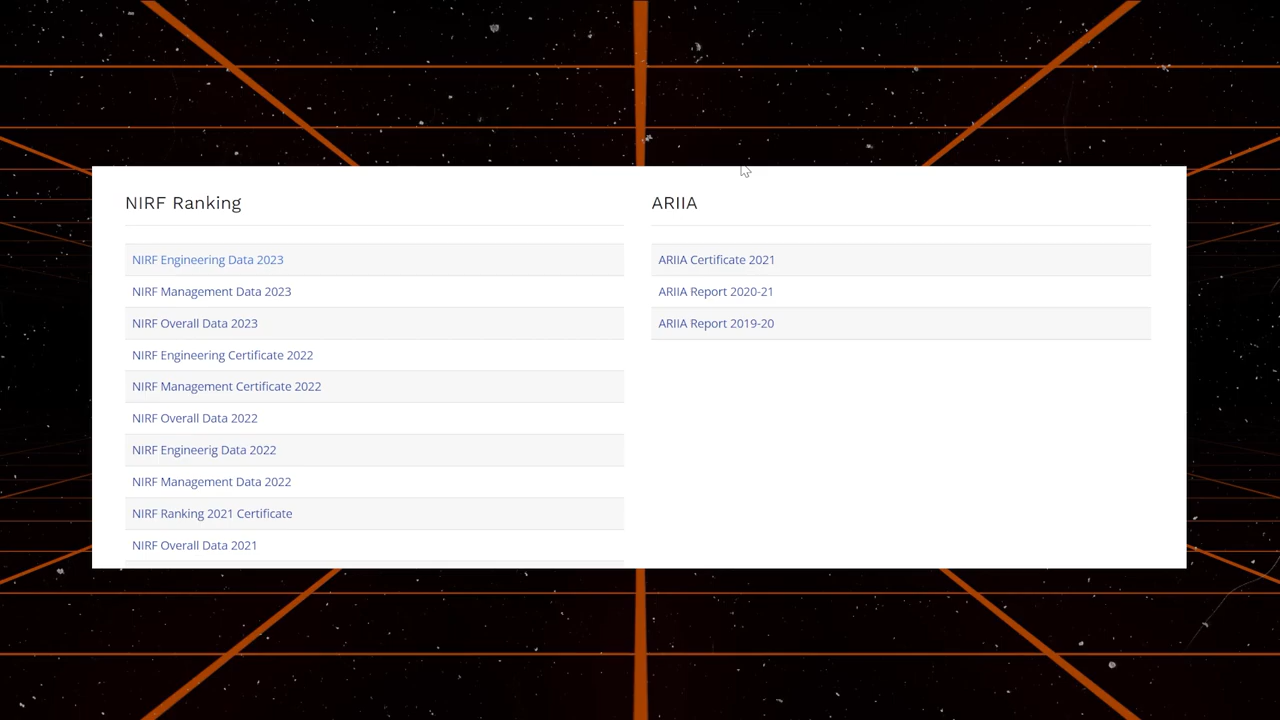 NIRF Ranking
NIRF Engineering Data 2023
NIRF Management Data 2023
NIRF Overall Data 2023
NIRF Engineering Certificate 2022
NIRF Management Certificate 2022
NIRF Overall Data 2022
NIRF Engineerig Data 2022
NIRF Management Data 2022
NIRF Ranking 2021 Certificate
NIRF Overall Data 2021
ARIIA
ARIIA Certificate 2021
ARIIA Report 2020-21
ARIIA Report 2019-20